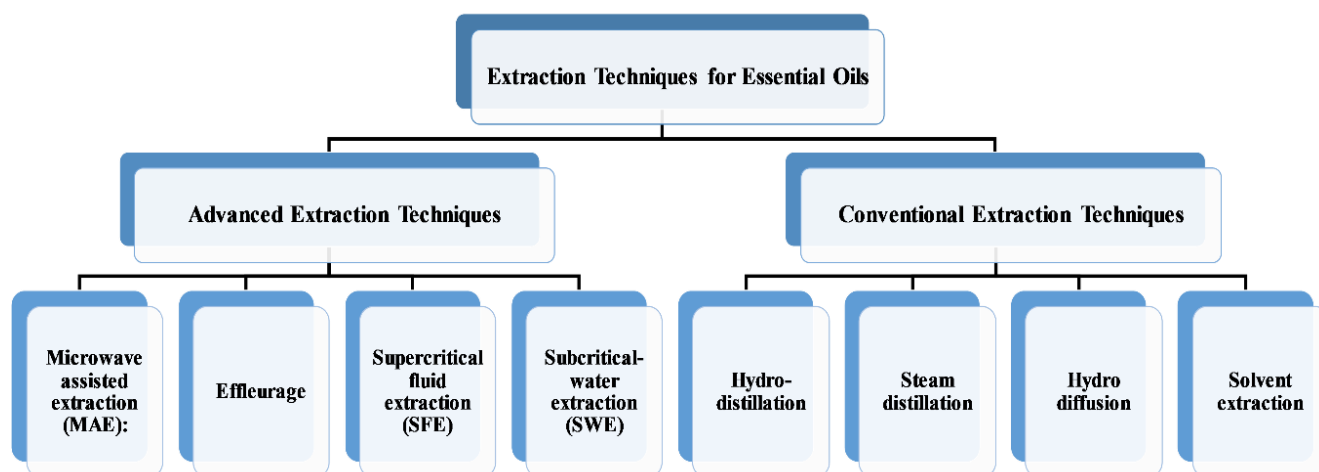 Extraction Techniques for Essential Oils
Advanced Extraction Techniques
Conventional Extraction Techniques
Microwave
assisted
extraction
(MAE):
Effleurage
Supercritical
fluid
extraction
(SFE)
Subcritical-
water
extraction
(SWE)
Hydro-
distillation
Steam
distillation
Hydro
diffusion
Solvent
extraction